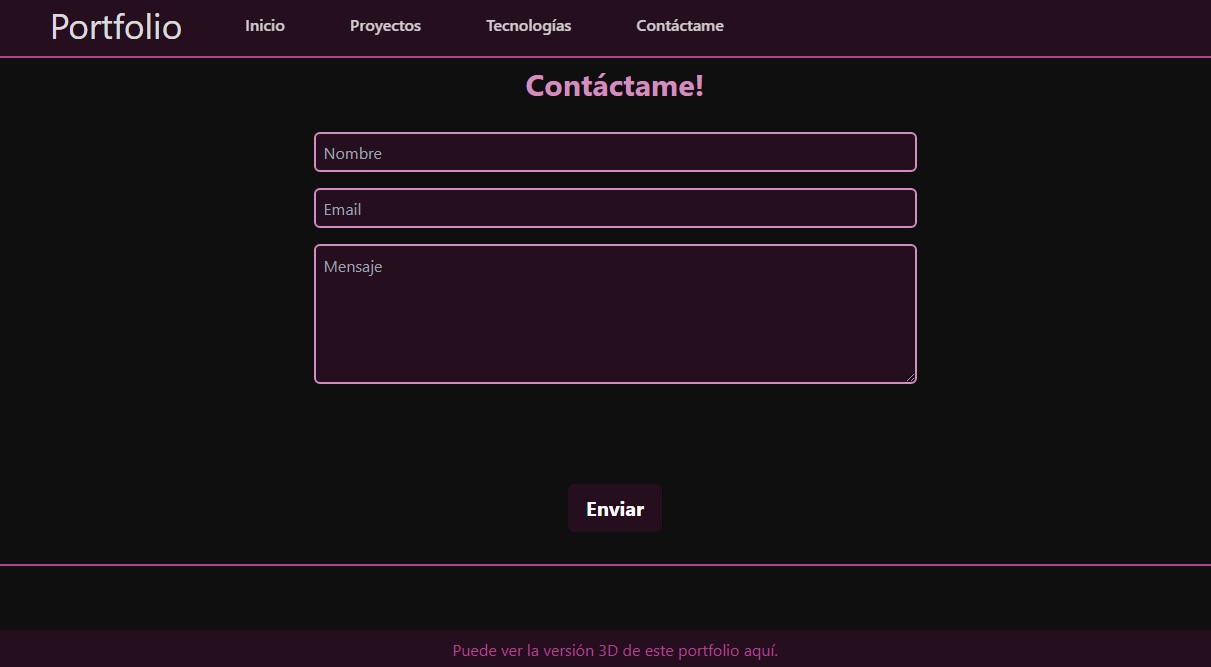 Portfolio Inicio Proyectos Tecnologías Contáctame
Contáctame!
Nombre
Email
Mensaje
Enviar
Puede ver la versión 3D de este portfolio aquí.